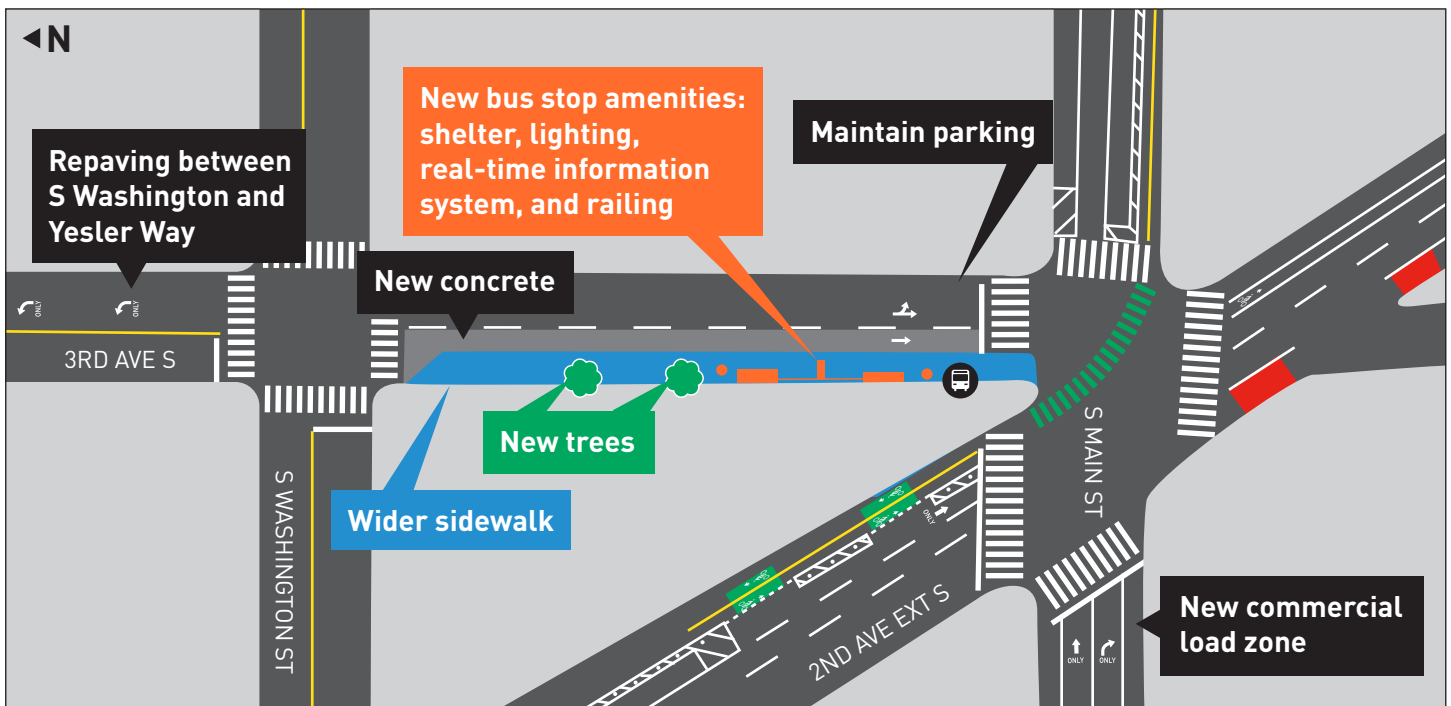 N
New bus stop amenities:
shelter, lighting,
real-time information
system, and railing
Maintain parking
Repaving between
S Washington and
Yesler Way
New concrete
ONLY
ONLY
3RD AVE S
New trees
Wider sidewalk
S WASHINGTON ST
S MAIN ST
ONLY
2ND AVE EXT S
New commercial
load zone
ONLY
ONLY